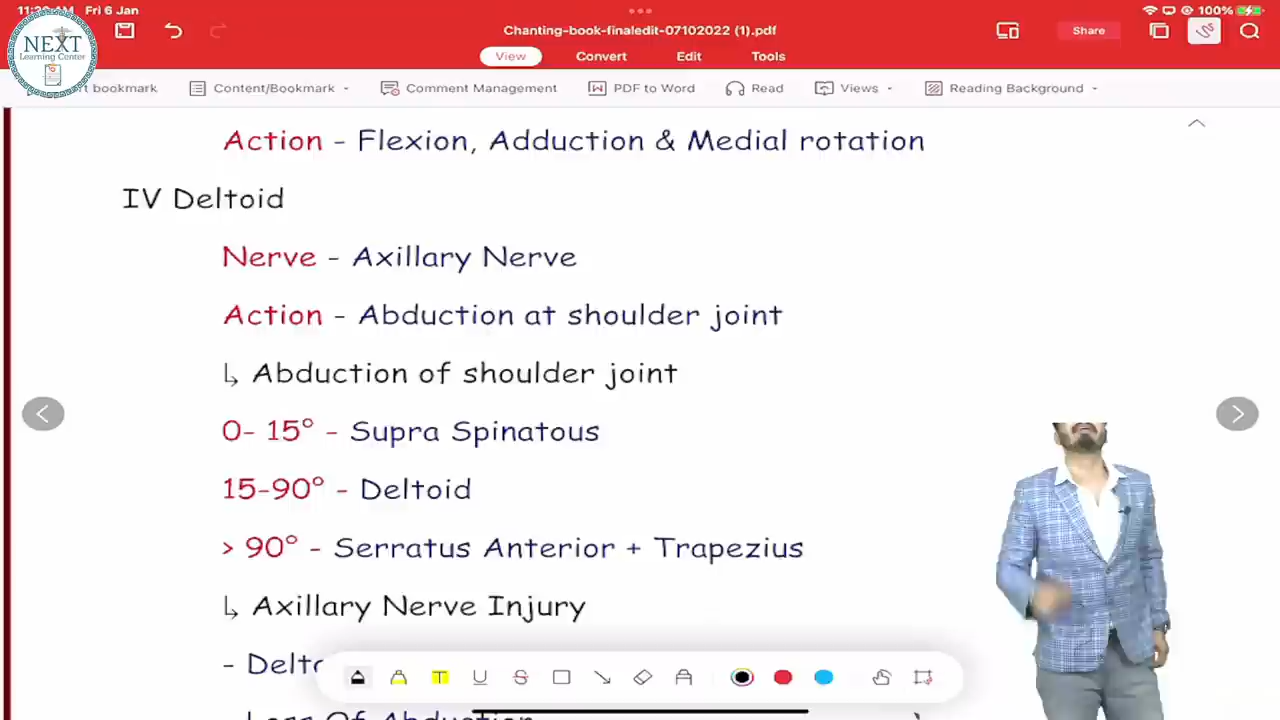 Fri 6 Jan
100%
Chanting-book-finaledit-07102022 (1).pdf
Share
NEXT
Learning Center
View
Convert
Edit
Tools
bookmark
Content/Bookmark
Comment Management
PDF to Word
Read
Views
Reading Background
Action - Flexion, Adduction & Medial rotation
IV Deltoid
Nerve - Axillary Nerve
Action - Abduction at shoulder joint
↳ Abduction of shoulder joint
0- 15° - Supra Spinatous
15-90° - Deltoid
> 90° - Serratus Anterior + Trapezius
↳ Axillary Nerve Injury